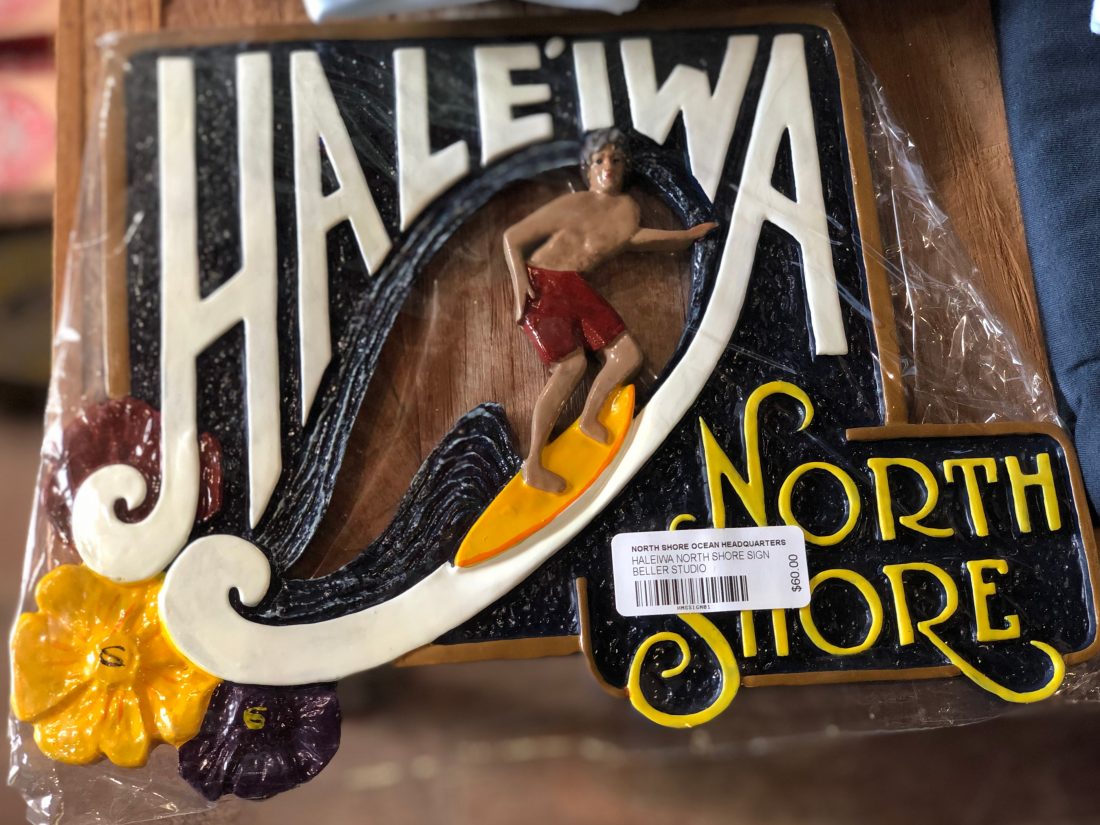 HALE'IWA
NORTH
SHORE
NORTH SHORE OCEAN HEADQUARTERS
HALEIWA NORTH SHORE SIGN
BELLER STUDIO
$60.00